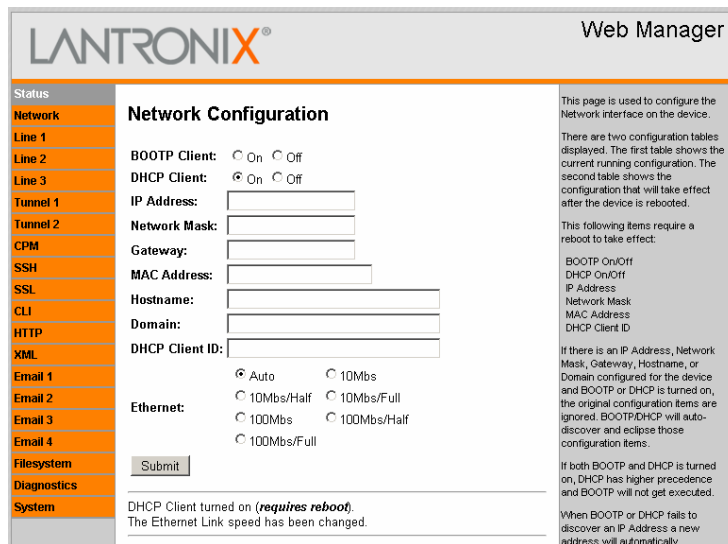 LANTRONIX®
Web Manager
Status
Network
Line 1
Line 2
Line 3
Tunnel 1
Tunnel 2
CPM
SSH
SSL
CLI
HTTP
XML
Email 1
Email 2
Email 3
Email 4
Filesystem
Diagnostics
System
Network Configuration
BOOTP Client: On Off
DHCP Client: On Off
IP Address:
Network Mask:
Gateway:
MAC Address:
Hostname:
Domain:
DHCP Client ID:
Ethernet:
Auto 10Mbs
10Mbs/Half 10Mbs/Full
100Mbs 100Mbs/Half
100Mbs/Full
Submit
DHCP Client turned on (requires reboot).
The Ethernet Link speed has been changed.
This page is used to configure the
Network interface on the device.
There are two configuration tables
displayed. The first table shows the
current running configuration. The
second table shows the
configuration that will take effect
after the device is rebooted.
This following items require a
reboot to take effect:
BOOTP On/Off
DHCP On/Off
IP Address
Network Mask
MAC Address
DHCP Client ID
If there is an IP Address, Network
Mask, Gateway, Hostname, or
Domain configured for the device
and BOOTP or DHCP is turned on,
the original configuration items are
ignored. BOOTP/DHCP will auto-
discover and eclipse those
configuration items.
If both BOOTP and DHCP is turned
on, DHCP has higher precedence
and BOOTP will not get executed.
When BOOTP or DHCP fails to
discover an IP Address a new
address will automatically